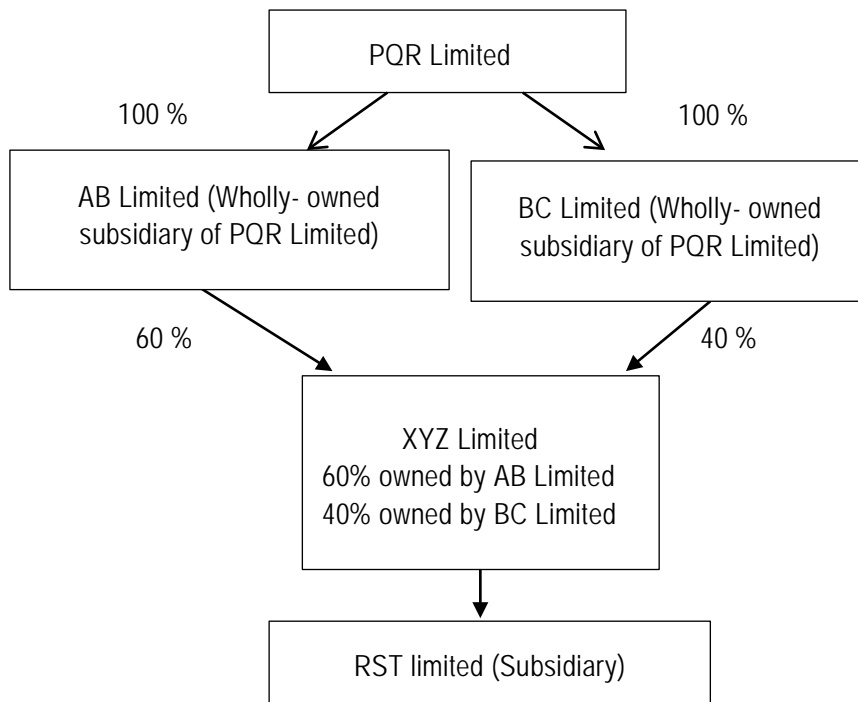 PQR Limited
100 %
100 %
AB Limited (Wholly- owned
subsidiary of PQR Limited)
BC Limited (Wholly- owned
subsidiary of PQR Limited)
60 %
40 %
XYZ Limited
60% owned by AB Limited
40% owned by BC Limited
RST limited (Subsidiary)